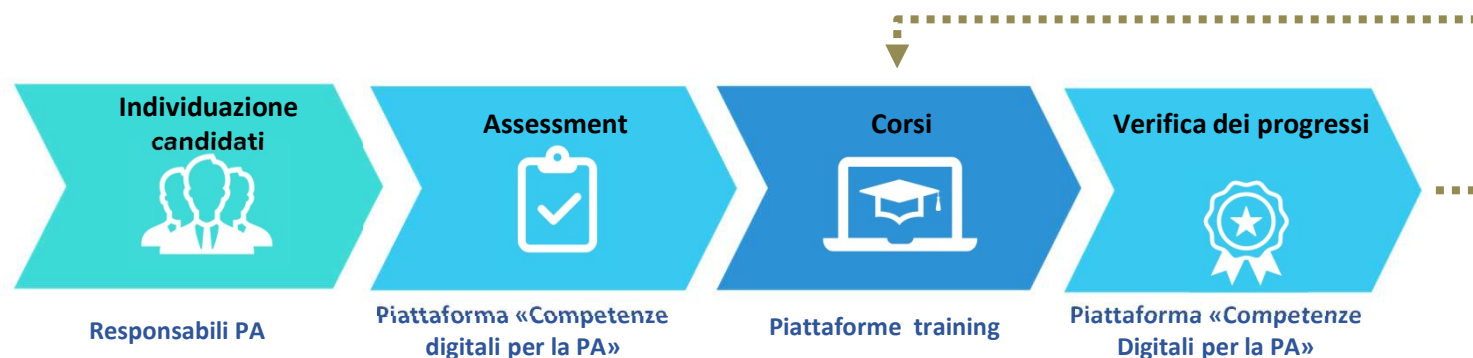 Individuazione
candidati
Assessment
Corsi
Verifica dei progressi
Responsabili PA
Piattaforma «Competenze
digitali per la PA»
Piattaforme training
Piattaforma «Competenze
Digitali per la PA»